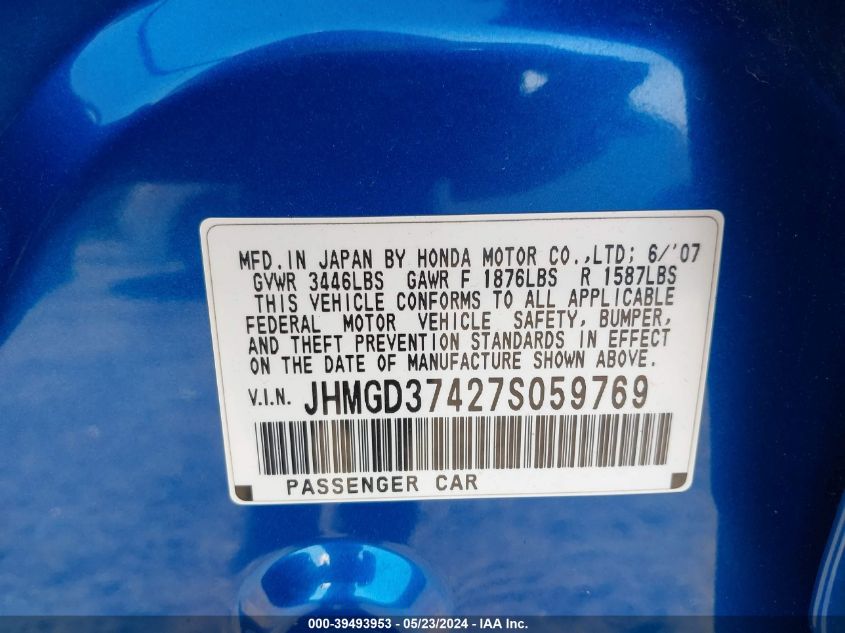 MFD.IN JAPAN BY HONDA MOTOR CO.,LTD; 6/'07
GVWR 3446LBS GAWR F 1876LBS R 1587LBS
THIS VEHICLE CONFORMS TO ALL APPLICABLE
FEDERAL MOTOR VEHICLE SAFETY, BUMPER,
AND THEFT PREVENTION STANDARDS IN EFFECT
ON THE DATE OF MANUFACTURE SHOWN ABOVE.
V.I.N. JHMGD37427S059769
PASSENGER CAR
000-39493953 - 05/23/2024 - IAA Inc.